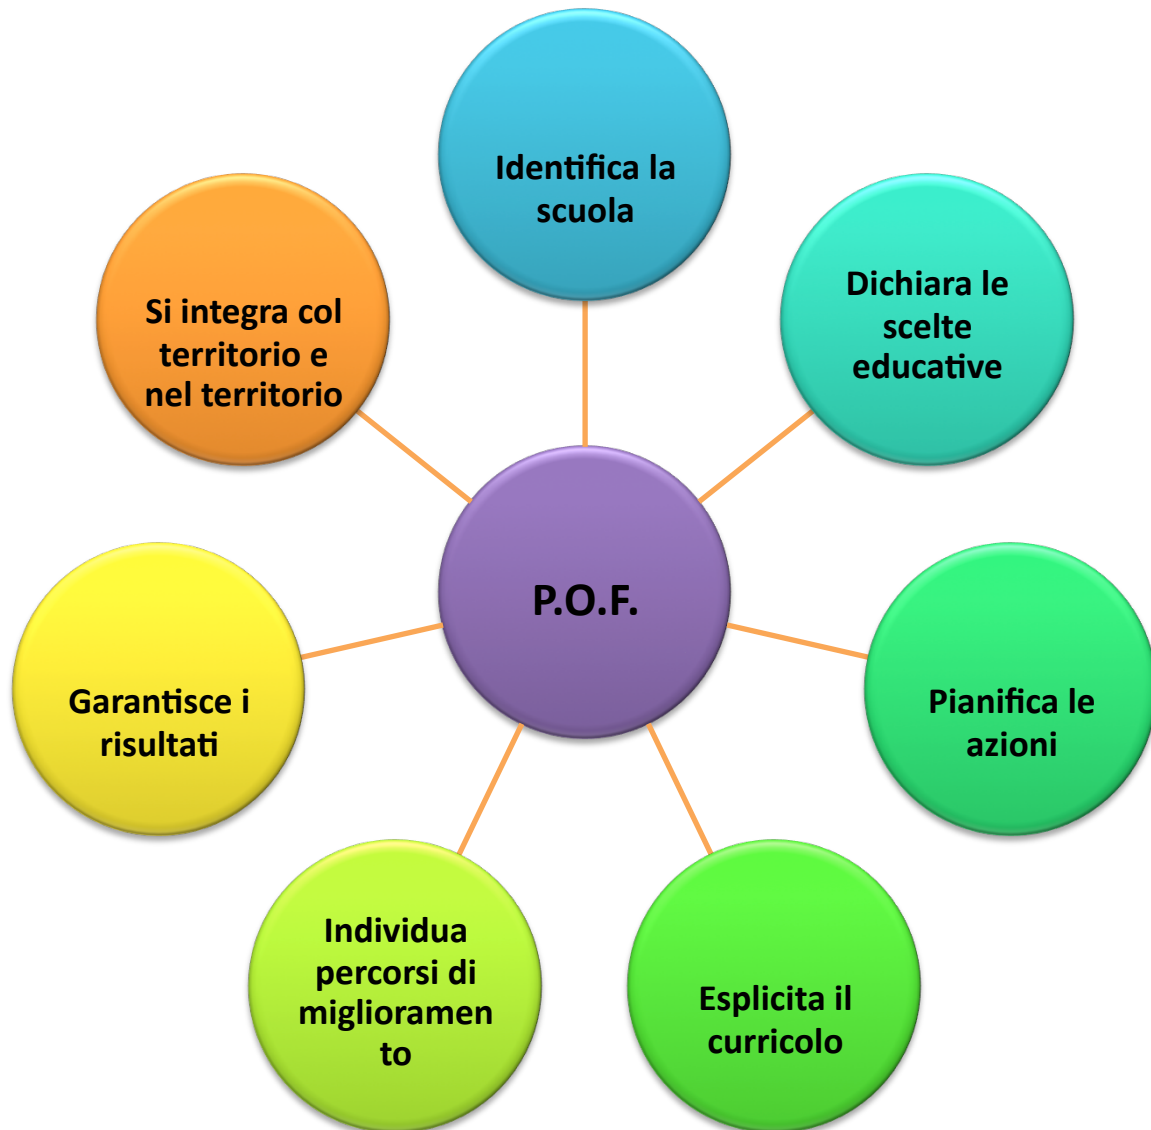 Identifica la
scuola
Dichiara le
scelte
educative
Pianifica le
azioni
Esplicita il
curricolo
Individua
percorsi di
miglioramen
to
Garantisce i
risultati
Si integra col
territorio e
nel territorio
P.O.F.